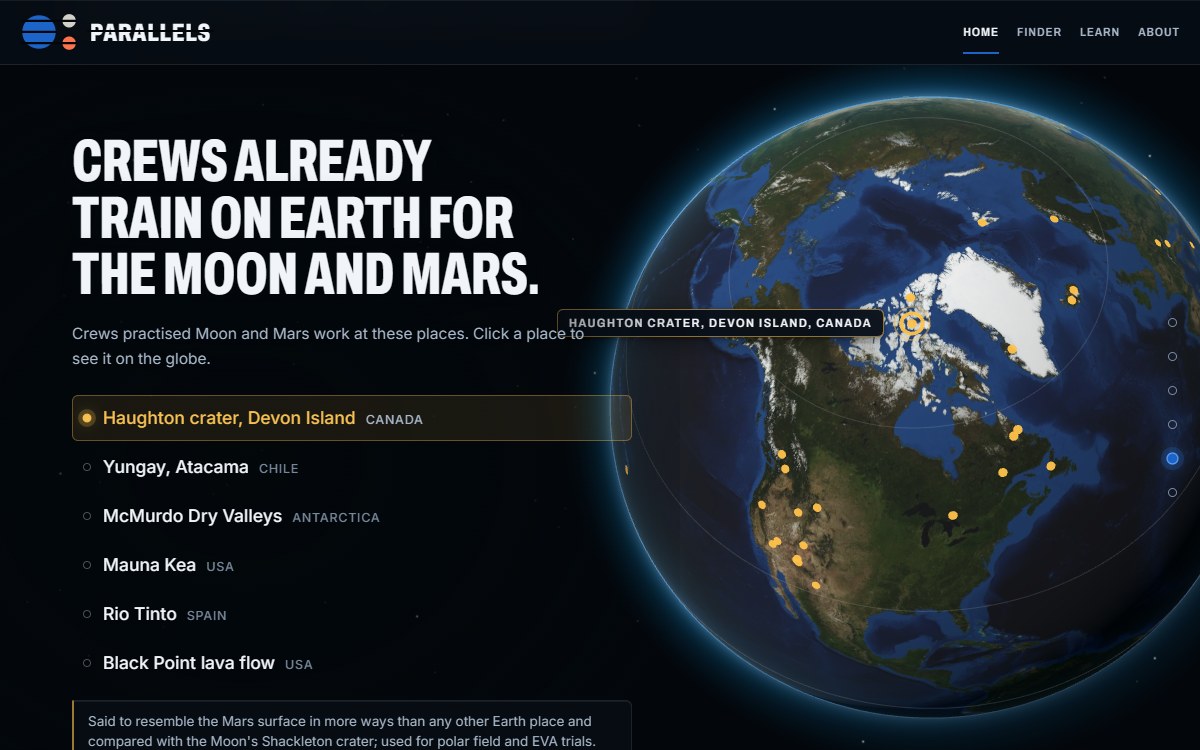 PARALLELS
HOME FINDER LEARN ABOUT
CREWS ALREADY
TRAIN ON EARTH FOR
THE MOON AND MARS.
Crews practised Moon and Mars work at these places. Click a place to
see it on the globe.
HAUGHTON CRATER, DEVON ISLAND, CANADA
Haughton crater, Devon Island CANADA
Yungay, Atacama CHILE
McMurdo Dry Valleys ANTARCTICA
Mauna Kea USA
Rio Tinto SPAIN
Black Point lava flow USA
Said to resemble the Mars surface in more ways than any other Earth place and
compared with the Moon's Shackleton crater; used for polar field and EVA trials.